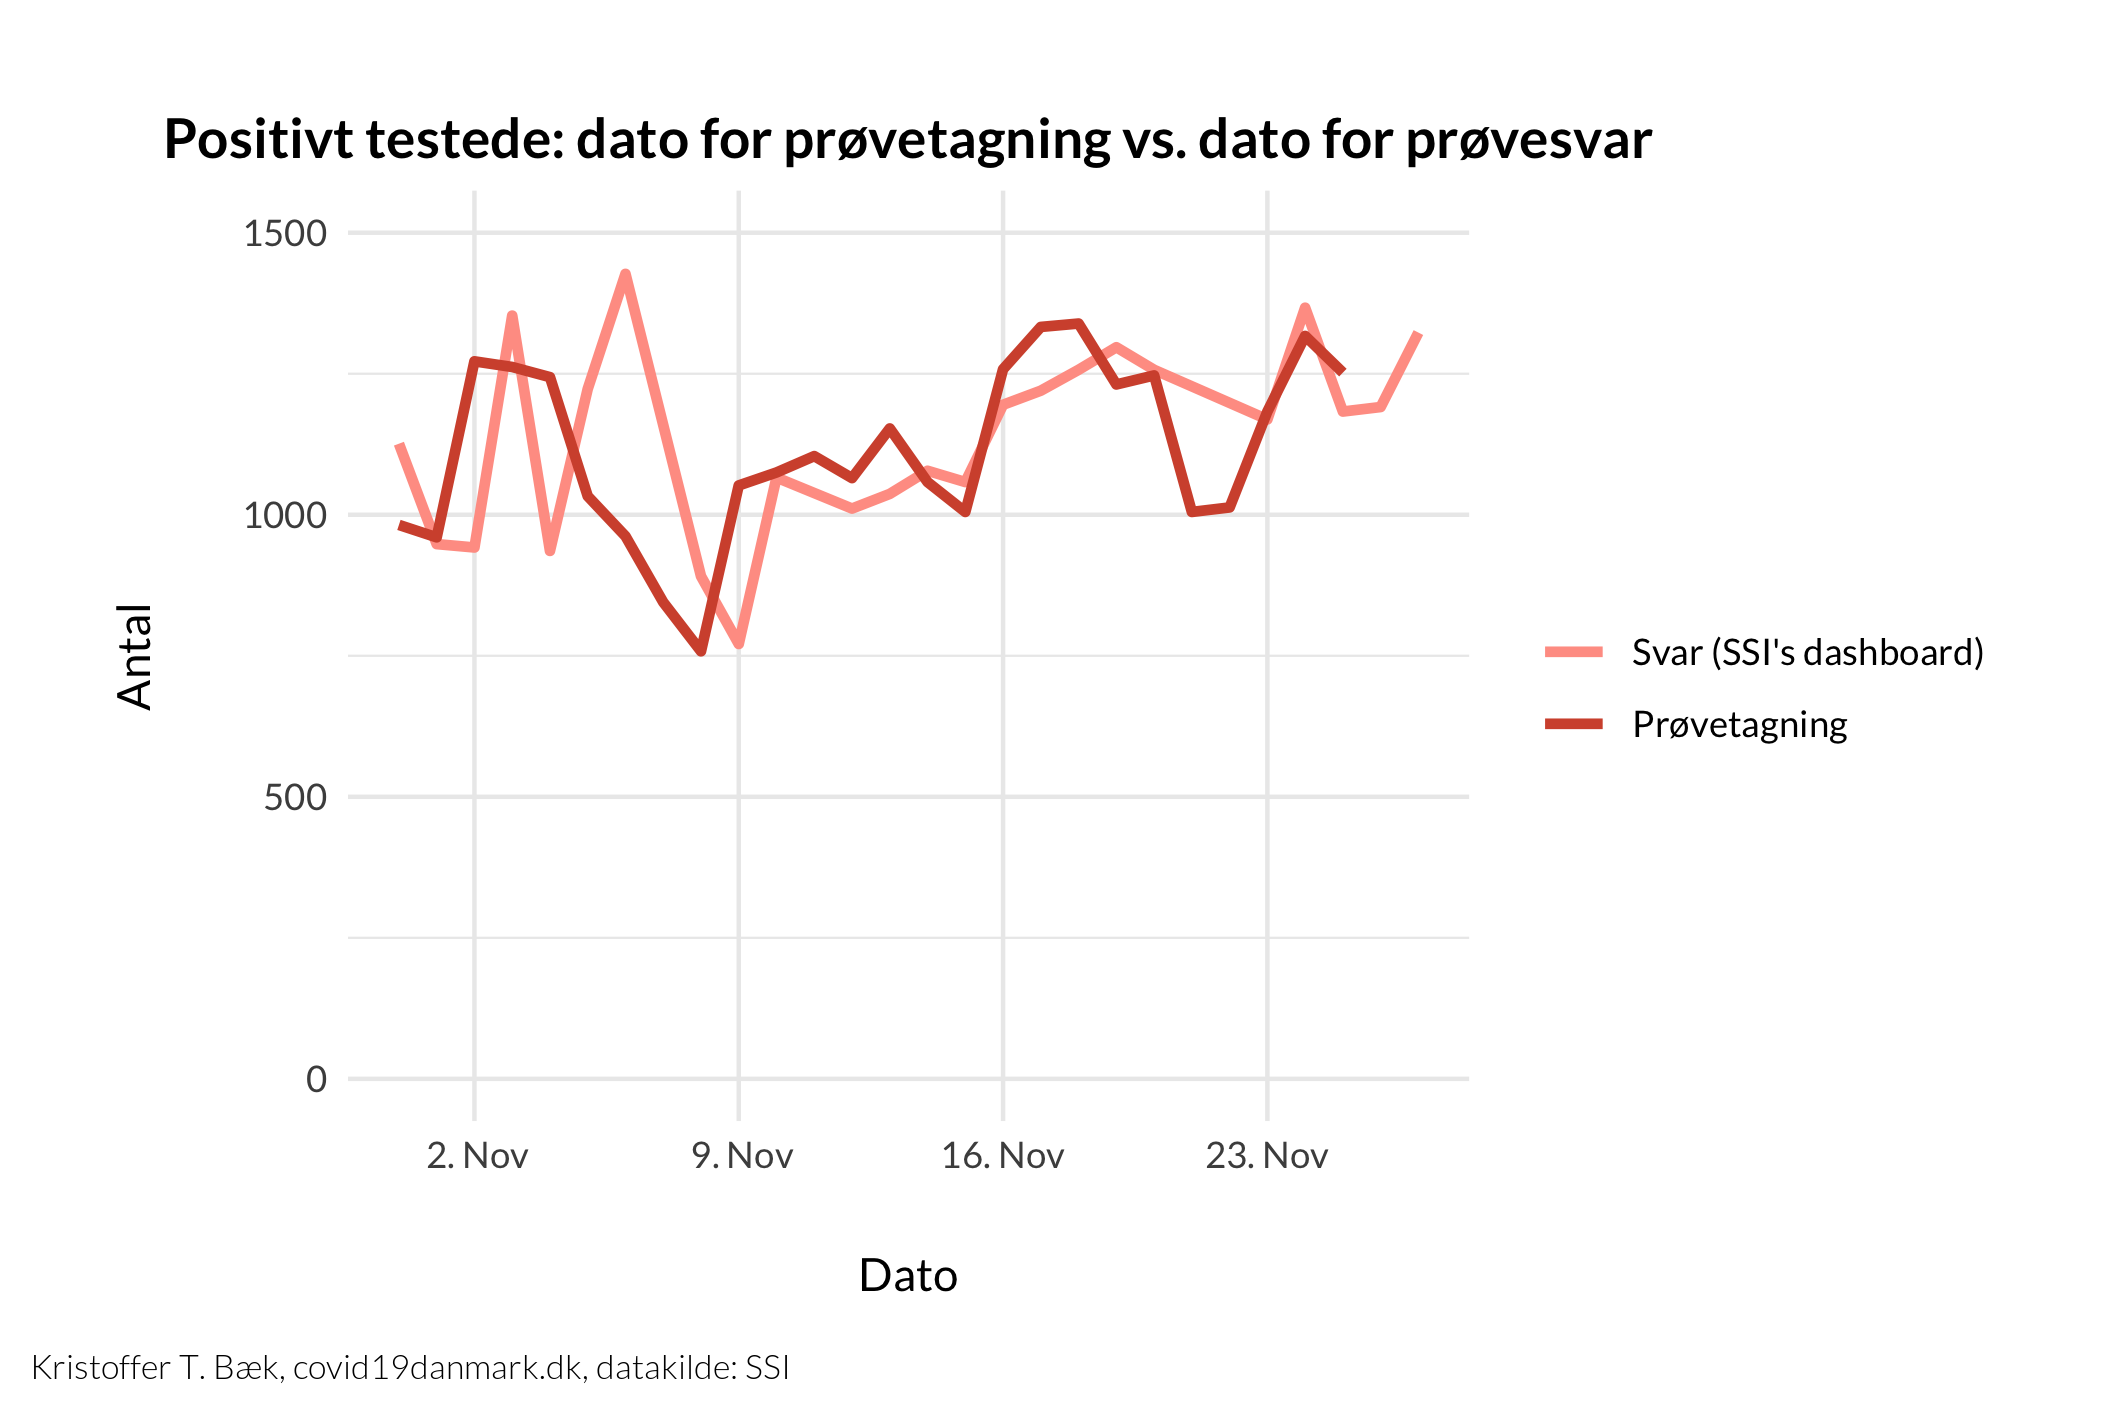 Positivt testede: dato for prøvetagning vs. dato for prøvesvar
1500
1000
500
0
Antal
2. Nov
9. Nov
16. Nov
23. Nov
Dato
Svar (SSI's dashboard)
Prøvetagning
Kristoffer T. Bæk, covid19danmark.dk, datakilde: SSI